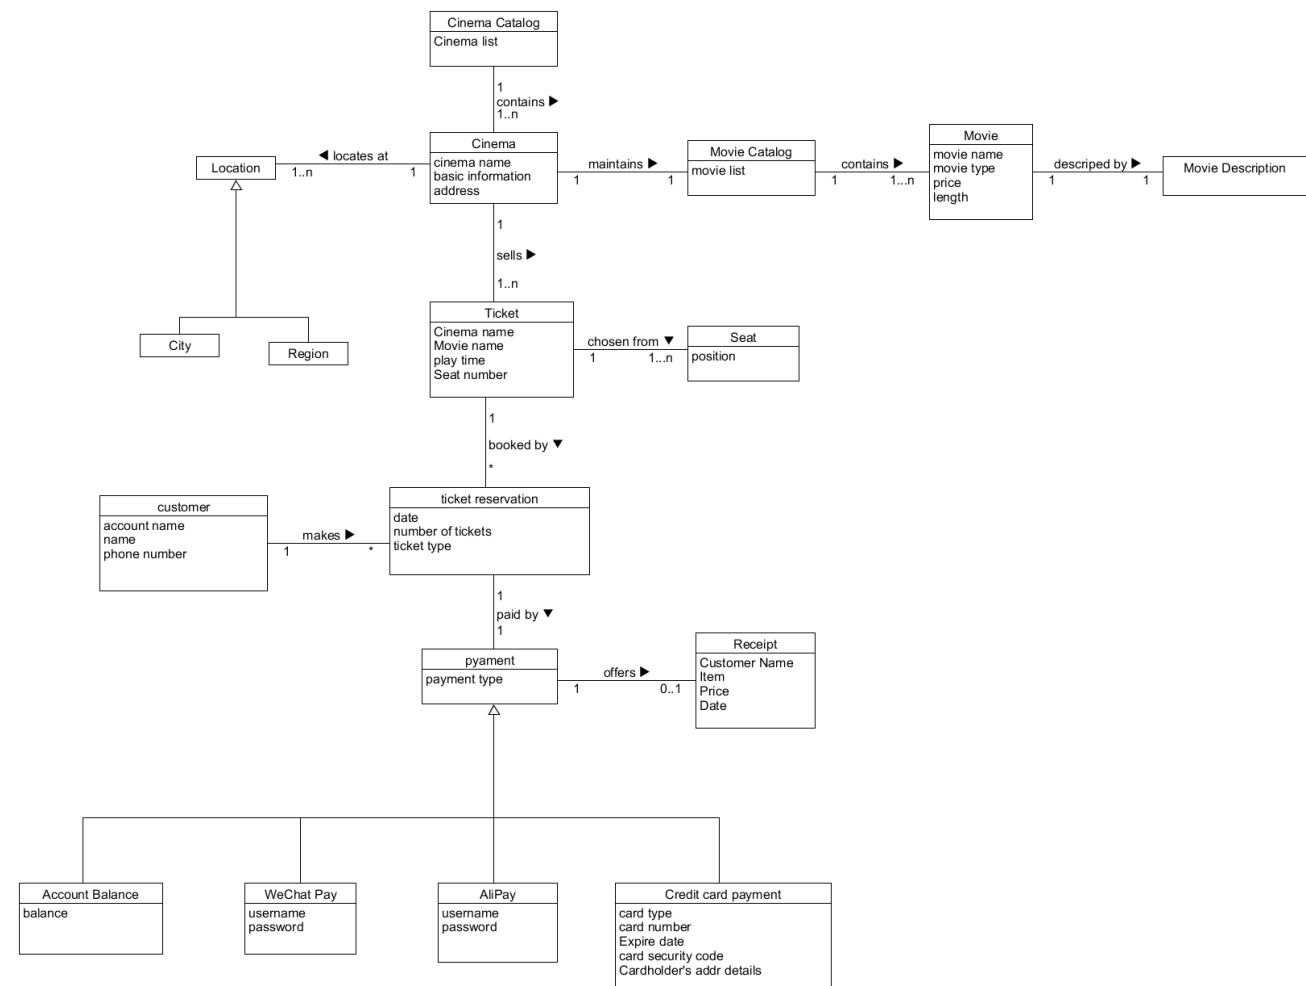 Cinema Catalog
Cinema list
1
contains ▶
1..n
Cinema
cinema name
basic information
address
◀ locates at
1..n
1
Location
maintains ▶
1
1
Movie Catalog
movie list
contains ▶
1
1...n
Movie
movie name
movie type
price
length
descriped by ▶
1
1
Movie Description
1
sells ▶
1..n
City
Region
Ticket
Cinema name
Movie name
play time
Seat number
chosen from ▼
1
1...n
Seat
position
1
booked by ▼
*
customer
account name
name
phone number
makes ▶
1
*
ticket reservation
date
number of tickets
ticket type
1
paid by ▼
1
pyament
payment type
offers ▶
1
0..1
Receipt
Customer Name
Item
Price
Date
Account Balance
balance
WeChat Pay
username
password
AliPay
username
password
Credit card payment
card type
card number
Expire date
card security code
Cardholder's addr details